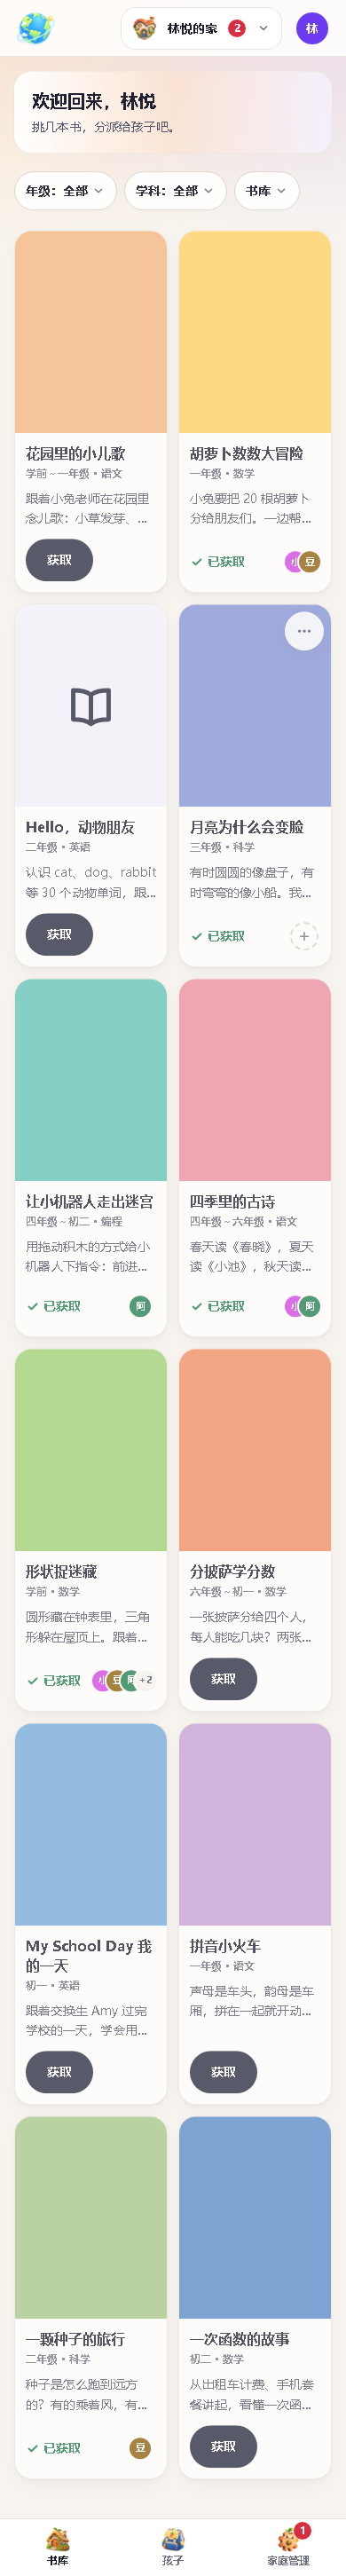 林悦的家 2
林
欢迎回来，林悦
挑几本书，分派给孩子吧。
年级：全部
学科：全部
书库
花园里的小儿歌
学前～一年级 • 语文
跟着小兔老师在花园里
念儿歌：小草发芽、...
获取
胡萝卜数数大冒险
一年级 • 数学
小兔要把 20 根胡萝卜
分给朋友们。一边帮...
已获取
豆
Hello，动物朋友
二年级 • 英语
认识 cat、dog、rabbit
等 30 个动物单词，跟...
获取
月亮为什么会变脸
三年级 • 科学
有时圆圆的像盘子，有
时弯弯的像小船。我...
已获取
让小机器人走出迷宫
四年级～初二 • 编程
用拖动积木的方式给小
机器人下指令：前进...
已获取
阿
四季里的古诗
四年级～六年级 • 语文
春天读《春晓》，夏天
读《小池》，秋天读...
已获取
阿
形状捉迷藏
学前 • 数学
圆形藏在钟表里，三角
形躲在屋顶上。跟着...
已获取
+2
分披萨学分数
六年级～初一 • 数学
一张披萨分给四个人，
每人能吃几块？两张...
获取
My School Day 我
的一天
初一 • 英语
跟着交换生 Amy 过完
学校的一天，学会用...
获取
拼音小火车
一年级 • 语文
声母是车头，韵母是车
厢，拼在一起就开动...
获取
一颗种子的旅行
二年级 • 科学
种子是怎么跑到远方
的？有的乘着风，有...
已获取
豆
一次函数的故事
初二 • 数学
从出租车计费、手机套
餐讲起，看懂一次函...
获取
书库
孩子
1
家庭管理